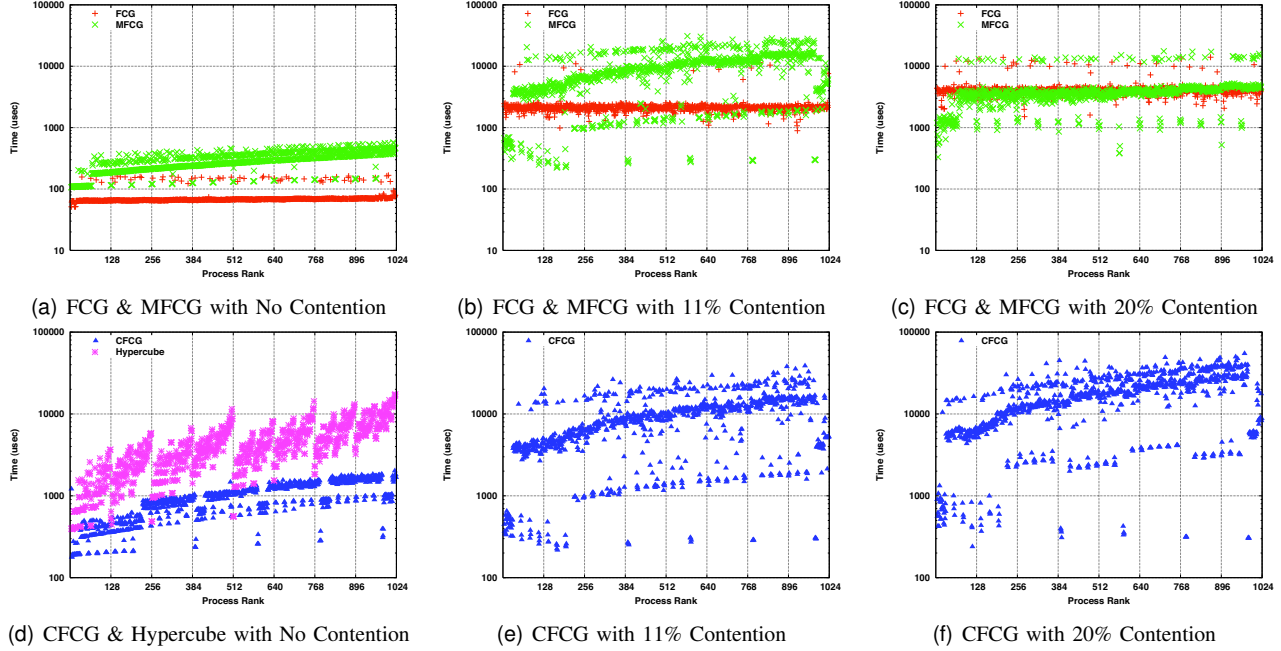 100000
10000
1000
100
10
Time (usec)
FCG
MFCG
128 256 384 512 640 768 896 1024
Process Rank
(a) FCG & MFCG with No Contention
100000
10000
1000
100
10
Time (usec)
FCG
MFCG
128 256 384 512 640 768 896 1024
Process Rank
(b) FCG & MFCG with 11% Contention
100000
10000
1000
100
10
Time (usec)
FCG
MFCG
128 256 384 512 640 768 896 1024
Process Rank
(c) FCG & MFCG with 20% Contention
100000
10000
1000
100
Time (usec)
CFCG
Hypercube
128 256 384 512 640 768 896 1024
Process Rank
(d) CFCG & Hypercube with No Contention
100000
10000
1000
100
Time (usec)
CFCG
128 256 384 512 640 768 896 1024
Process Rank
(e) CFCG with 11% Contention
100000
10000
1000
100
Time (usec)
CFCG
128 256 384 512 640 768 896 1024
Process Rank
(f) CFCG with 20% Contention